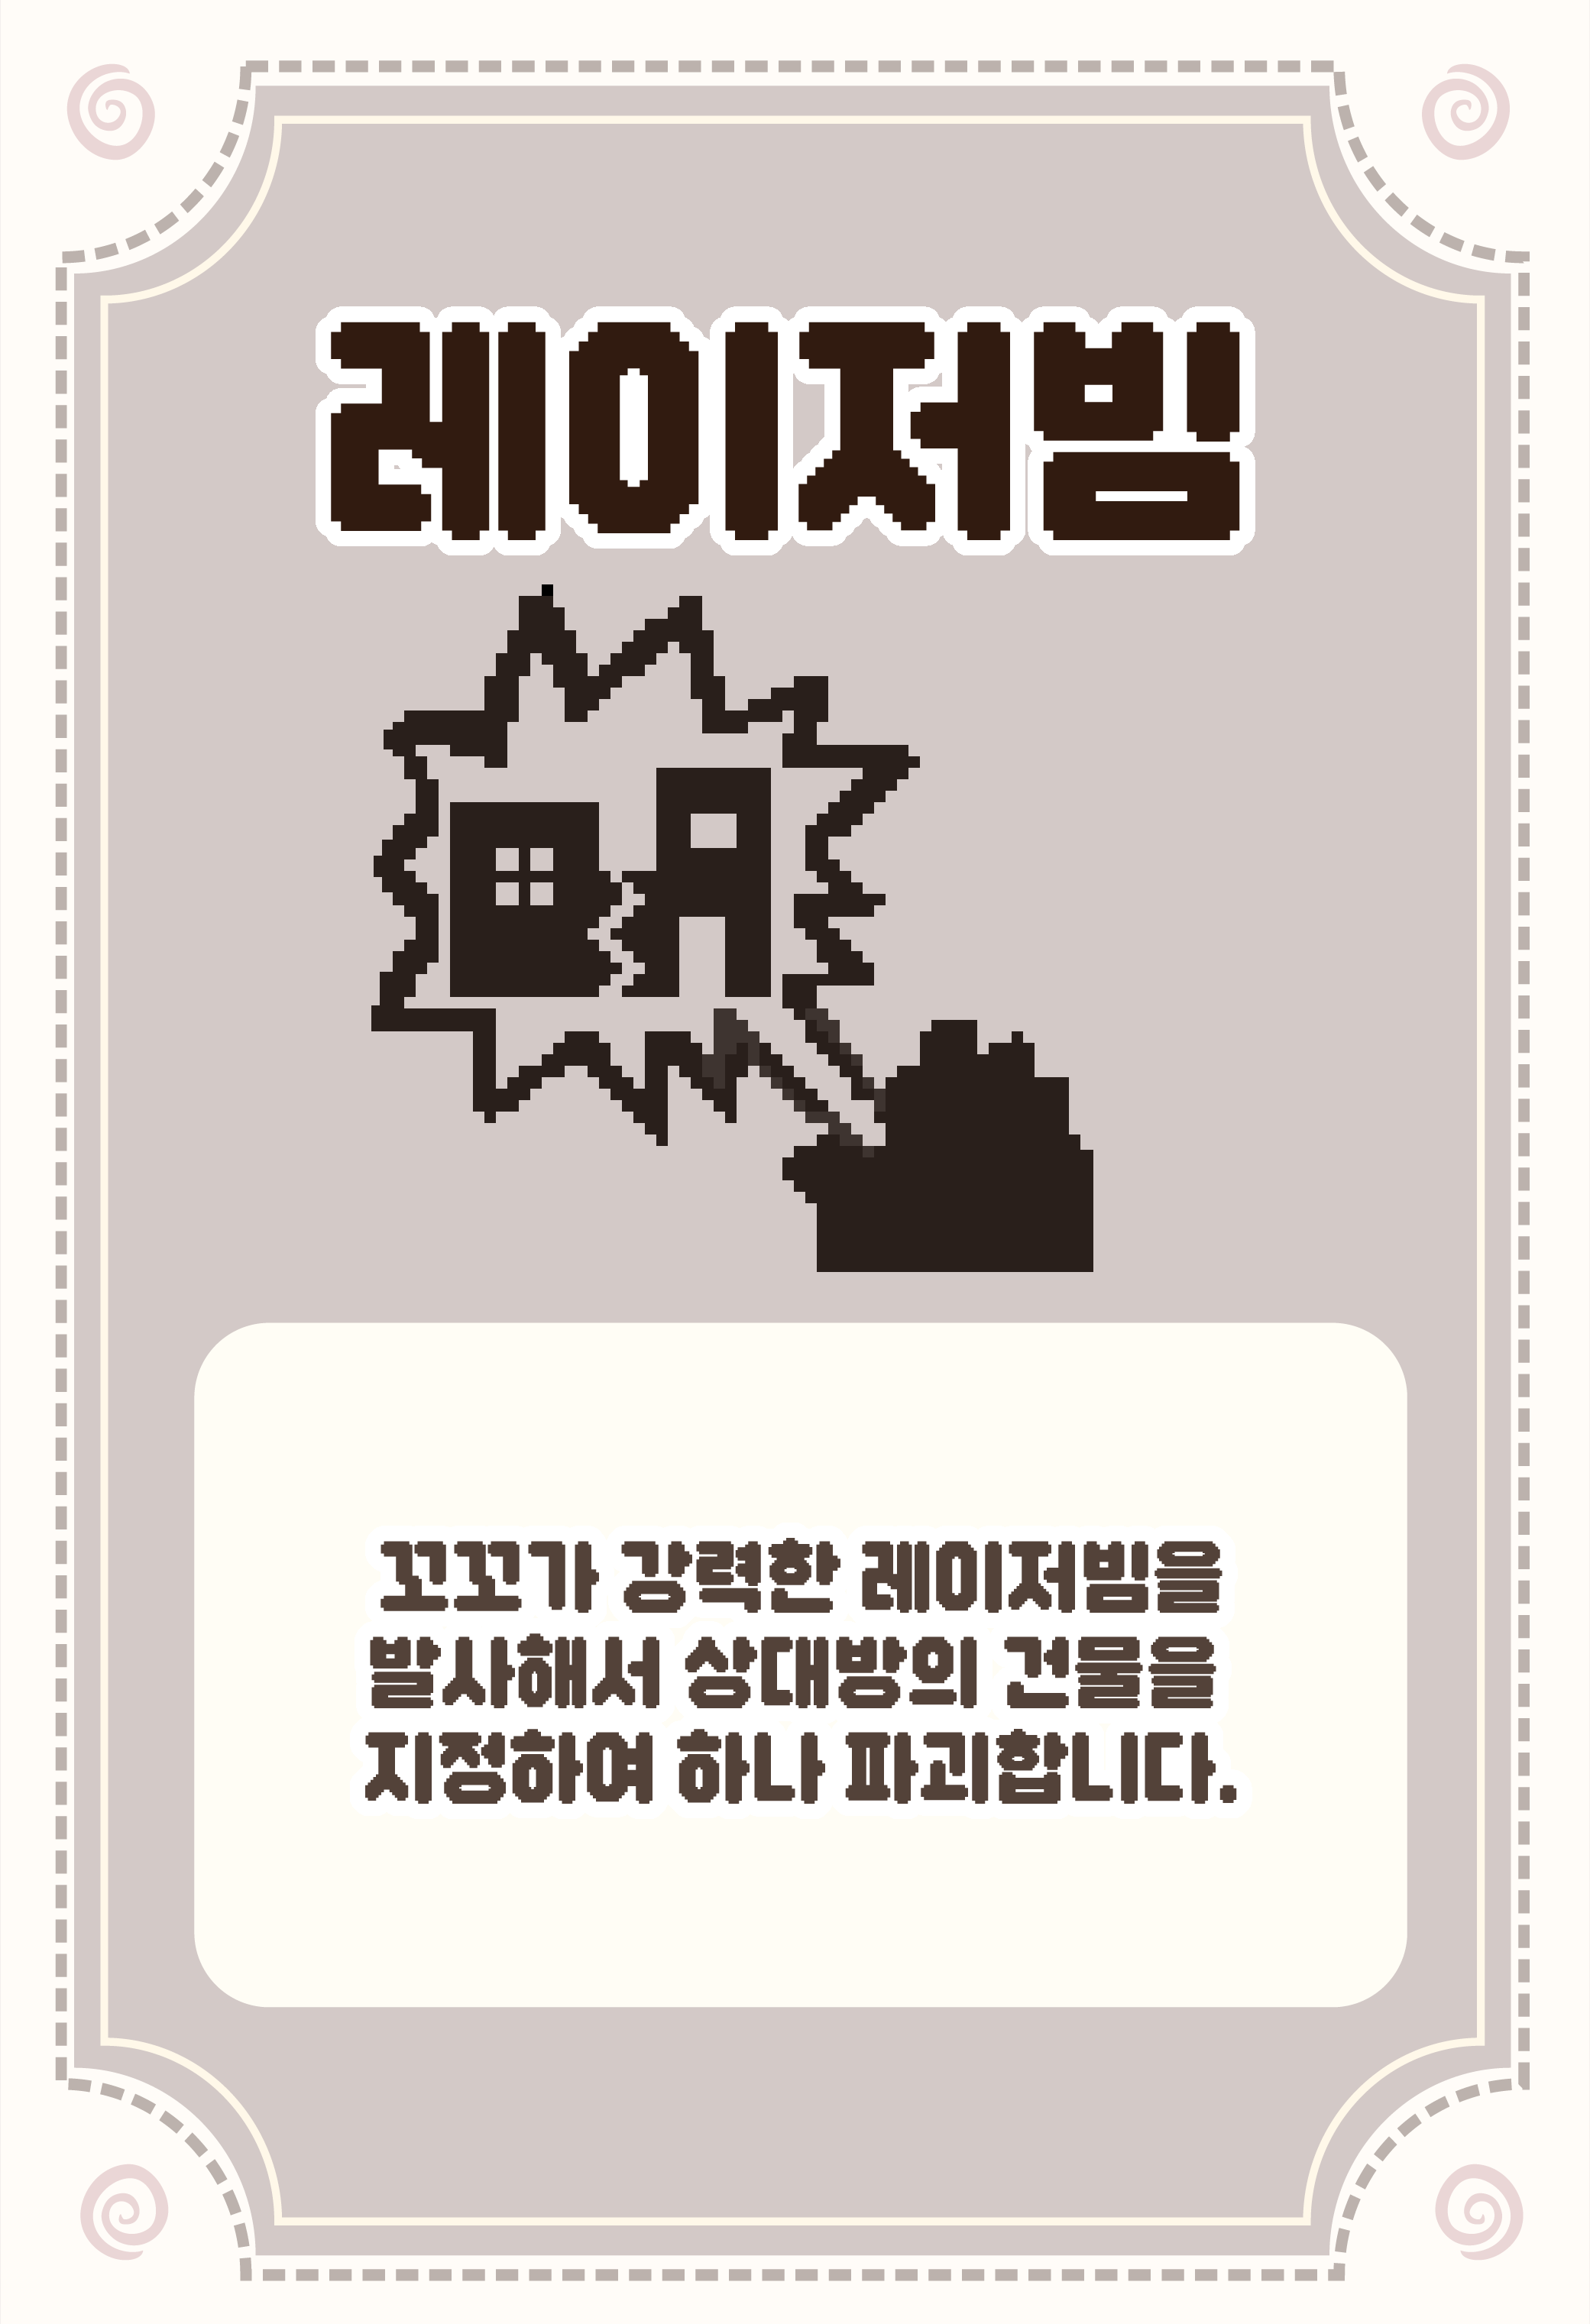 레이저빔
꼬꼬가 강력한 레이저빔을
발사해서 상대방의 건물을
지정하여 하나 파괴합니다.